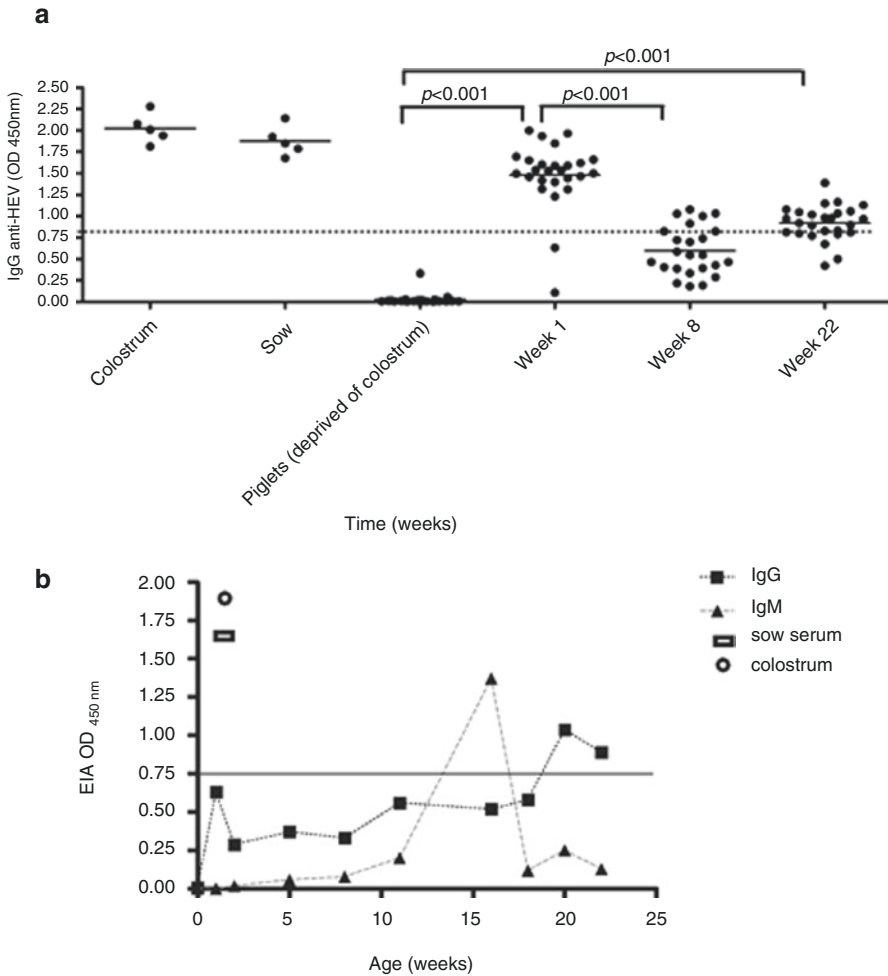 a
p<0.001
p<0.001 p<0.001
IgG anti-HEV (OD 450nm)
2.50
2.25
2.00
1.75
1.50
1.25
1.00
0.75
0.50
0.25
0.00
Colostrum
Sow
Piglets (deprived of colostrum)
Week 1
Week 8
Week 22
Time (weeks)
b
EIA OD 450 nm
2.00
1.75
1.50
1.25
1.00
0.75
0.50
0.25
0.00
0 5 10 15 20 25
Age (weeks)
IgG
IgM
sow serum
colostrum